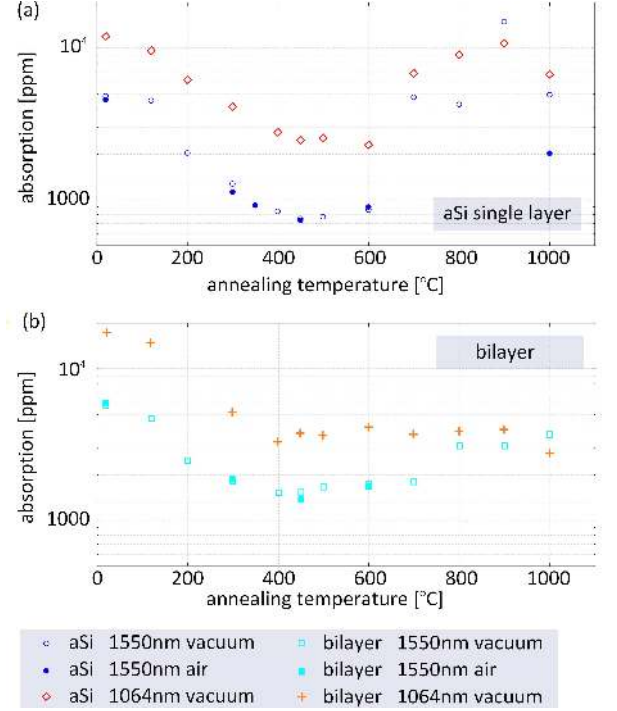 (a)
10⁴
1000
absorption [ppm]
aSi single layer
0 200 400 600 800 1000
annealing temperature [°C]
(b)
10⁴
1000
absorption [ppm]
bilayer
0 200 400 600 800 1000
annealing temperature [°C]
aSi 1550nm vacuum bilayer 1550nm vacuum
aSi 1550nm air bilayer 1550nm air
aSi 1064nm vacuum bilayer 1064nm vacuum